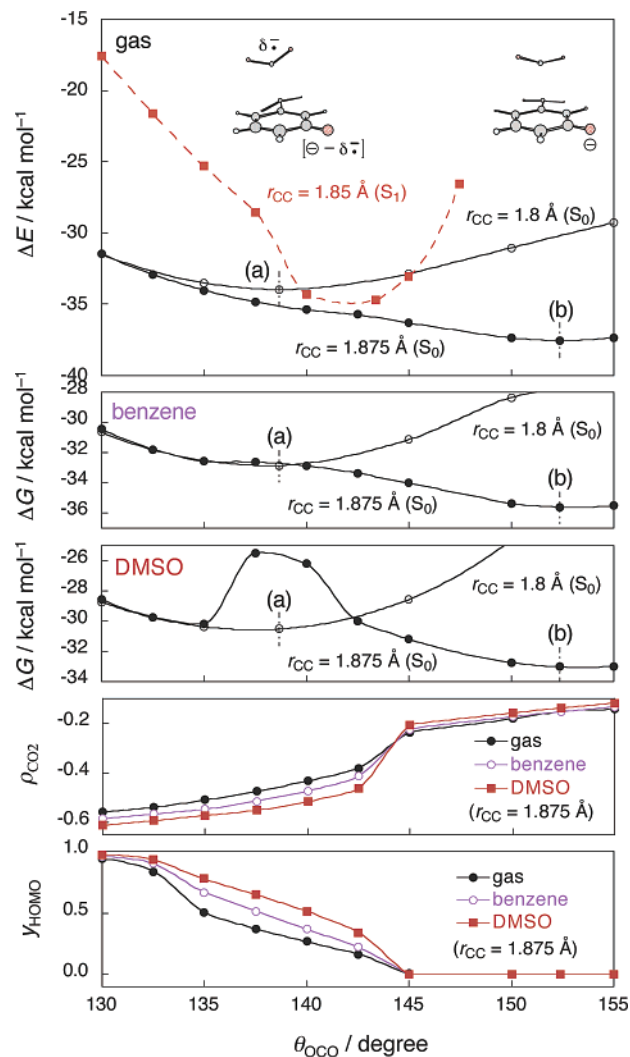 gas
δ•̄
[⊖ − δ•̄]
⊖
r_CC = 1.85 Å (S₁)
r_CC = 1.8 Å (S₀)
(a)
(b)
r_CC = 1.875 Å (S₀)
ΔE / kcal mol⁻¹
-15
-20
-25
-30
-35
-40
benzene
(a)
r_CC = 1.8 Å (S₀)
(b)
r_CC = 1.875 Å (S₀)
ΔG / kcal mol⁻¹
-28
-30
-32
-34
-36
DMSO
(a)
r_CC = 1.8 Å (S₀)
(b)
r_CC = 1.875 Å (S₀)
ΔG / kcal mol⁻¹
-26
-28
-30
-32
-34
ρ_CO2
-0.2
-0.4
-0.6
gas
benzene
DMSO
(r_CC = 1.875 Å)
y_HOMO
1.0
0.5
0.0
gas
benzene
DMSO
(r_CC = 1.875 Å)
130
135
140
145
150
155
θ_OCO / degree